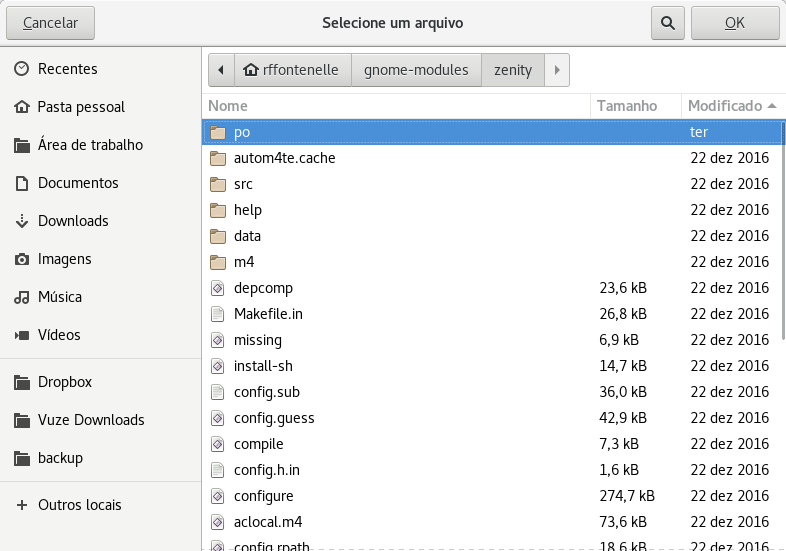 Cancelar Selecione um arquivo OK
Recentes
Pasta pessoal
Área de trabalho
Documentos
Downloads
Imagens
Música
Vídeos
Dropbox
Vuze Downloads
backup
Outros locais
rffontenelle gnome-modules zenity
Nome Tamanho Modificado
po ter
autom4te.cache 22 dez 2016
src 22 dez 2016
help 22 dez 2016
data 22 dez 2016
m4 22 dez 2016
depcomp 23,6 kB 22 dez 2016
Makefile.in 26,8 kB 22 dez 2016
missing 6,9 kB 22 dez 2016
install-sh 14,7 kB 22 dez 2016
config.sub 36,0 kB 22 dez 2016
config.guess 42,9 kB 22 dez 2016
compile 7,3 kB 22 dez 2016
config.h.in 1,6 kB 22 dez 2016
configure 274,7 kB 22 dez 2016
aclocal.m4 73,6 kB 22 dez 2016
config.rpath 18,6 kB 22 dez 2016